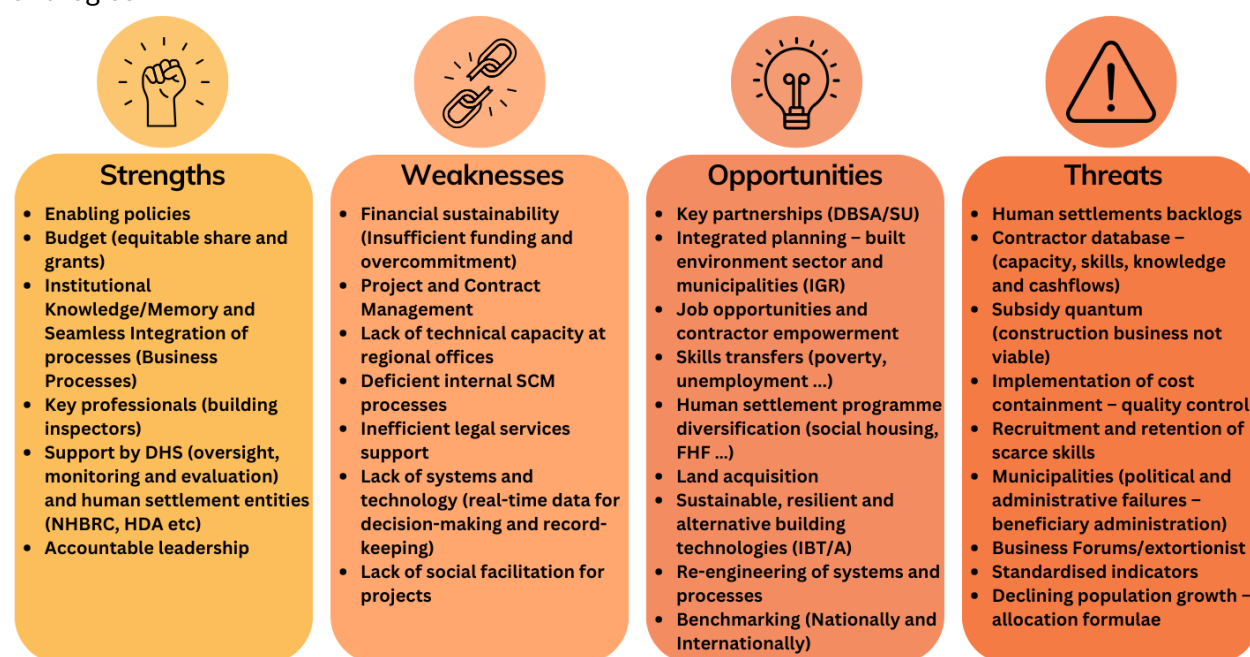 Strengths
• Enabling policies
• Budget (equitable share and
grants)
• Institutional
Knowledge/Memory and
Seamless Integration of
processes (Business
Processes)
• Key professionals (building
inspectors)
• Support by DHS (oversight,
monitoring and evaluation)
and human settlement entities
(NHBRC, HDA etc)
• Accountable leadership
Weaknesses
• Financial sustainability
(Insufficient funding and
overcommitment)
• Project and Contract
Management
• Lack of technical capacity at
regional offices
• Deficient internal SCM
processes
• Inefficient legal services
support
• Lack of systems and
technology (real-time data for
decision-making and record-
keeping)
• Lack of social facilitation for
projects
Opportunities
• Key partnerships (DBSA/SU)
• Integrated planning – built
environment sector and
municipalities (IGR)
• Job opportunities and
contractor empowerment
• Skills transfers (poverty,
unemployment ...)
• Human settlement programme
diversification (social housing,
FHF ...)
• Land acquisition
• Sustainable, resilient and
alternative building
technologies (IBT/A)
• Re-engineering of systems and
processes
• Benchmarking (Nationally and
Internationally)
Threats
• Human settlements backlogs
• Contractor database –
(capacity, skills, knowledge
and cashflows)
• Subsidy quantum
(construction business not
viable)
• Implementation of cost
containment – quality control
• Recruitment and retention of
scarce skills
• Municipalities (political and
administrative failures –
beneficiary administration)
• Business Forums/extortionist
• Standardised indicators
• Declining population growth –
allocation formulae